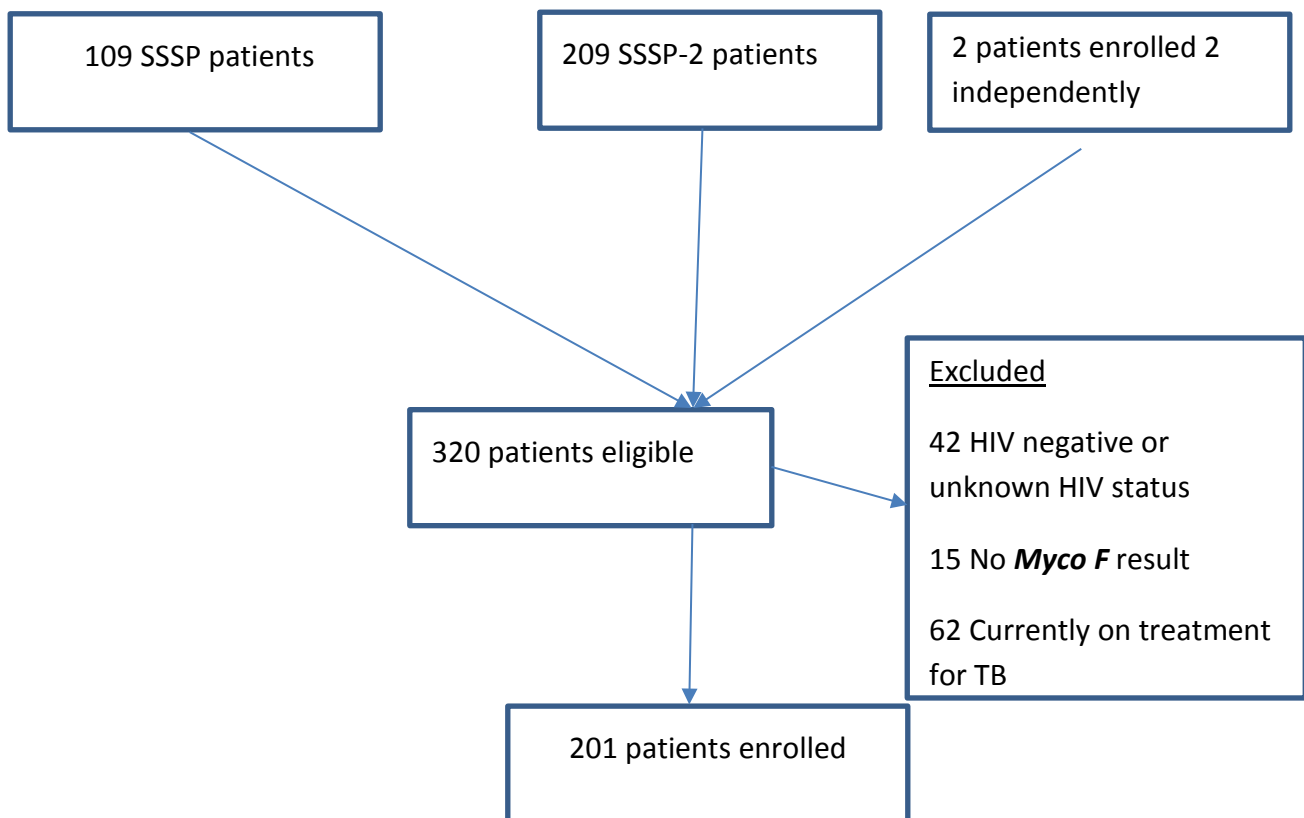 109 SSSP patients
209 SSSP-2 patients
2 patients enrolled 2
independently
320 patients eligible
Excluded
42 HIV negative or
unknown HIV status
15 No Myco F result
62 Currently on treatment
for TB
201 patients enrolled